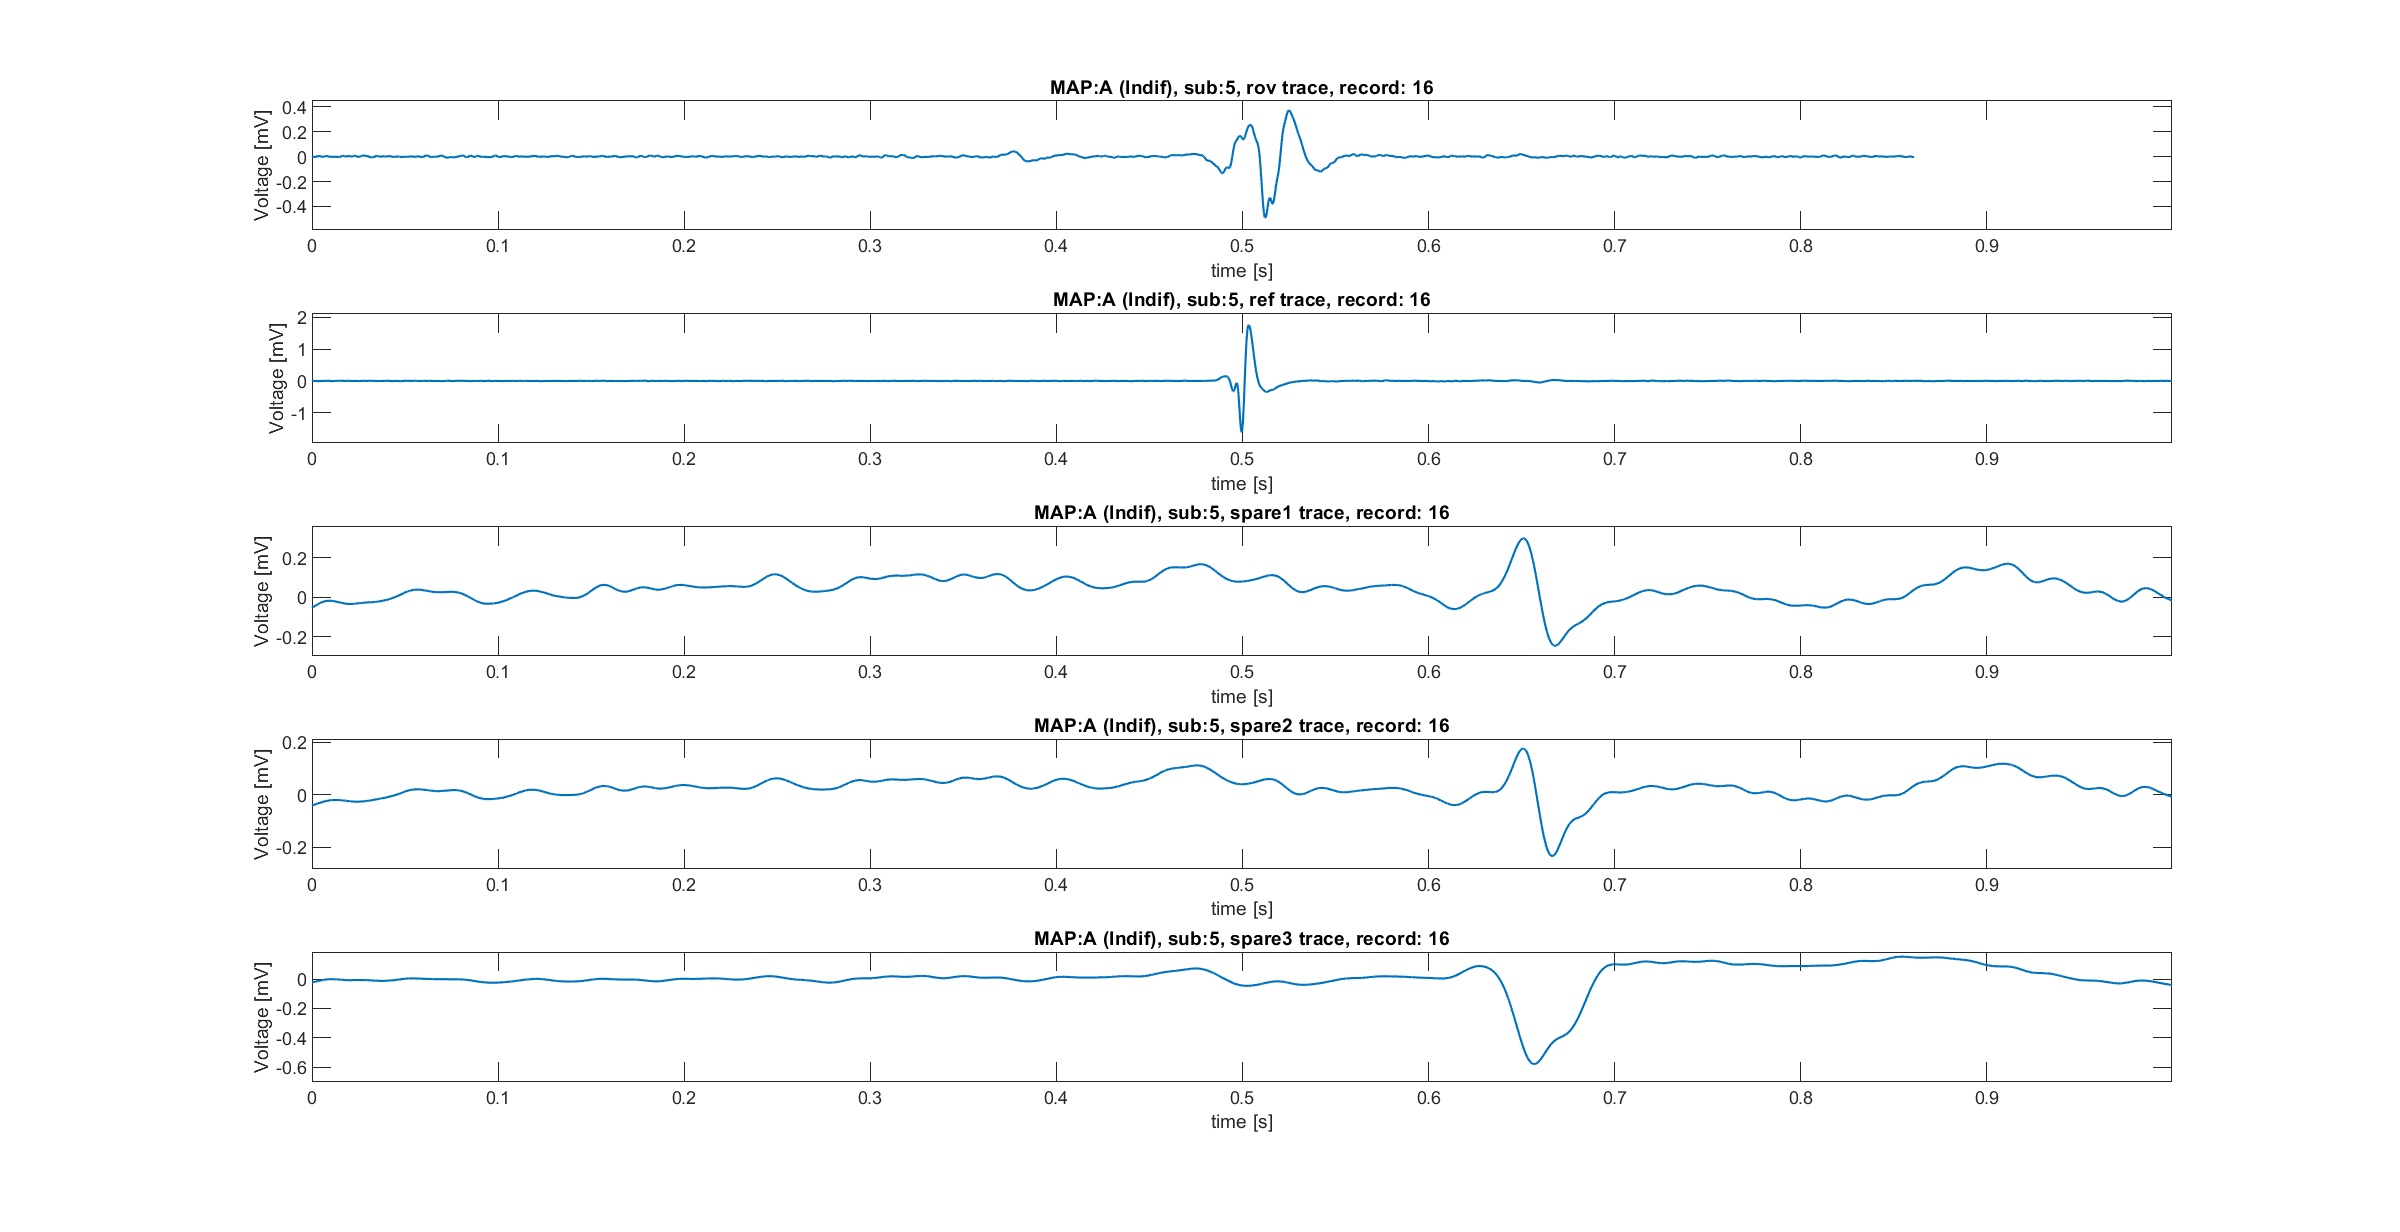 MAP:A (Indif), sub:5, rov trace, record: 16
Voltage [mV]
0.4
0.2
0
-0.2
-0.4
0 0.1 0.2 0.3 0.4 0.5 0.6 0.7 0.8 0.9
time [s]
MAP:A (Indif), sub:5, ref trace, record: 16
Voltage [mV]
2
1
0
-1
0 0.1 0.2 0.3 0.4 0.5 0.6 0.7 0.8 0.9
time [s]
MAP:A (Indif), sub:5, spare1 trace, record: 16
Voltage [mV]
0.2
0
-0.2
0 0.1 0.2 0.3 0.4 0.5 0.6 0.7 0.8 0.9
time [s]
MAP:A (Indif), sub:5, spare2 trace, record: 16
Voltage [mV]
0.2
0
-0.2
0 0.1 0.2 0.3 0.4 0.5 0.6 0.7 0.8 0.9
time [s]
MAP:A (Indif), sub:5, spare3 trace, record: 16
Voltage [mV]
0
-0.2
-0.4
-0.6
0 0.1 0.2 0.3 0.4 0.5 0.6 0.7 0.8 0.9
time [s]